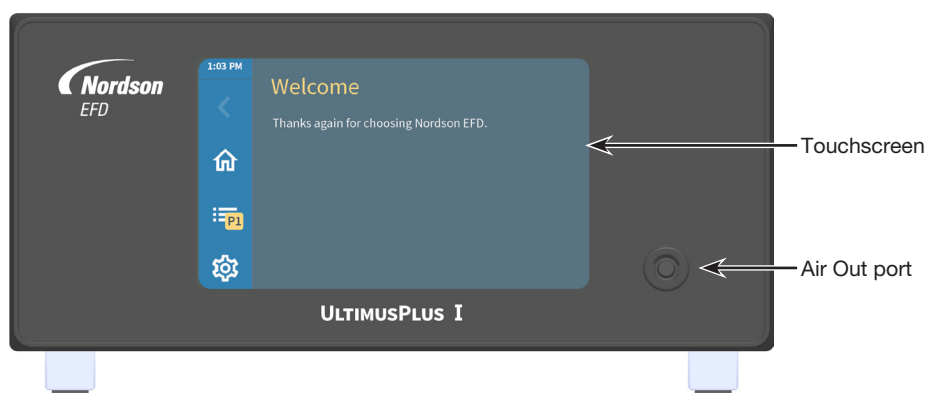 Nordson
EFD
1:03 PM
Welcome
Thanks again for choosing Nordson EFD.
P1
UltimusPlus I
Touchscreen
Air Out port